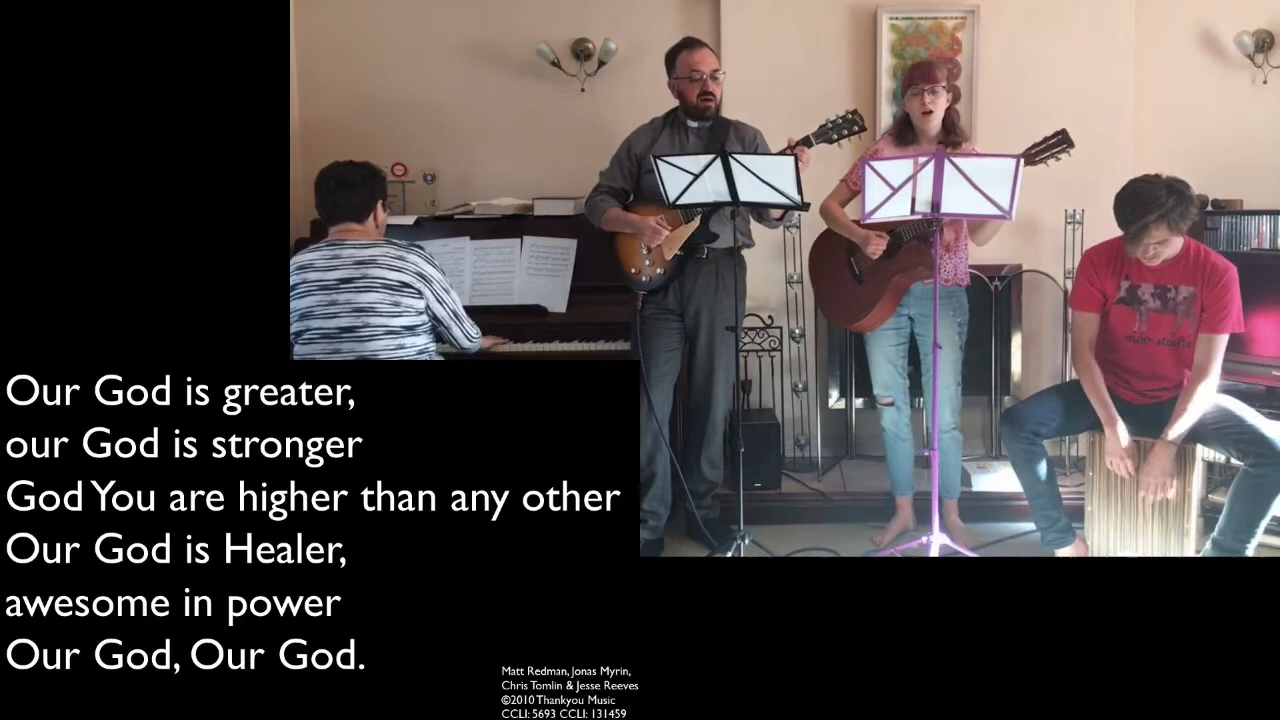 Our God is greater,
our God is stronger
God You are higher than any other
Our God is Healer,
awesome in power
Our God, Our God.
Matt Redman, Jonas Myrin,
Chris Tomlin & Jesse Reeves
©2010 Thankyou Music
CCLI: 5693 CCLI: 131459